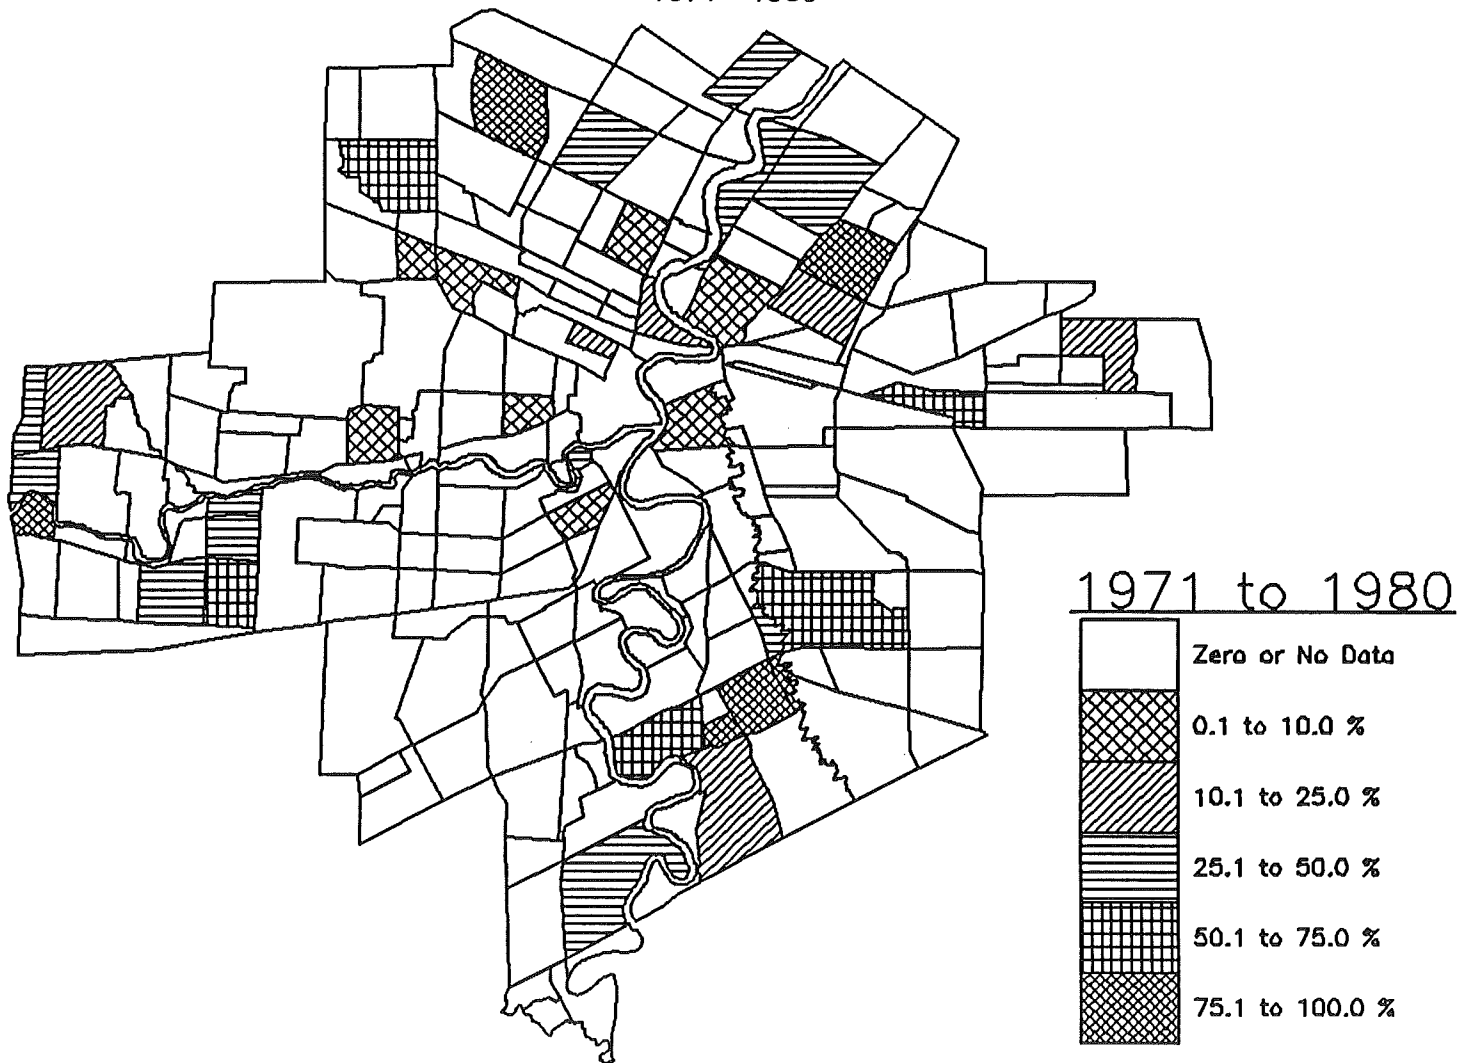 1971 to 1980
Zero or No Data
0.1 to 10.0 %
10.1 to 25.0 %
25.1 to 50.0 %
50.1 to 75.0 %
75.1 to 100.0 %